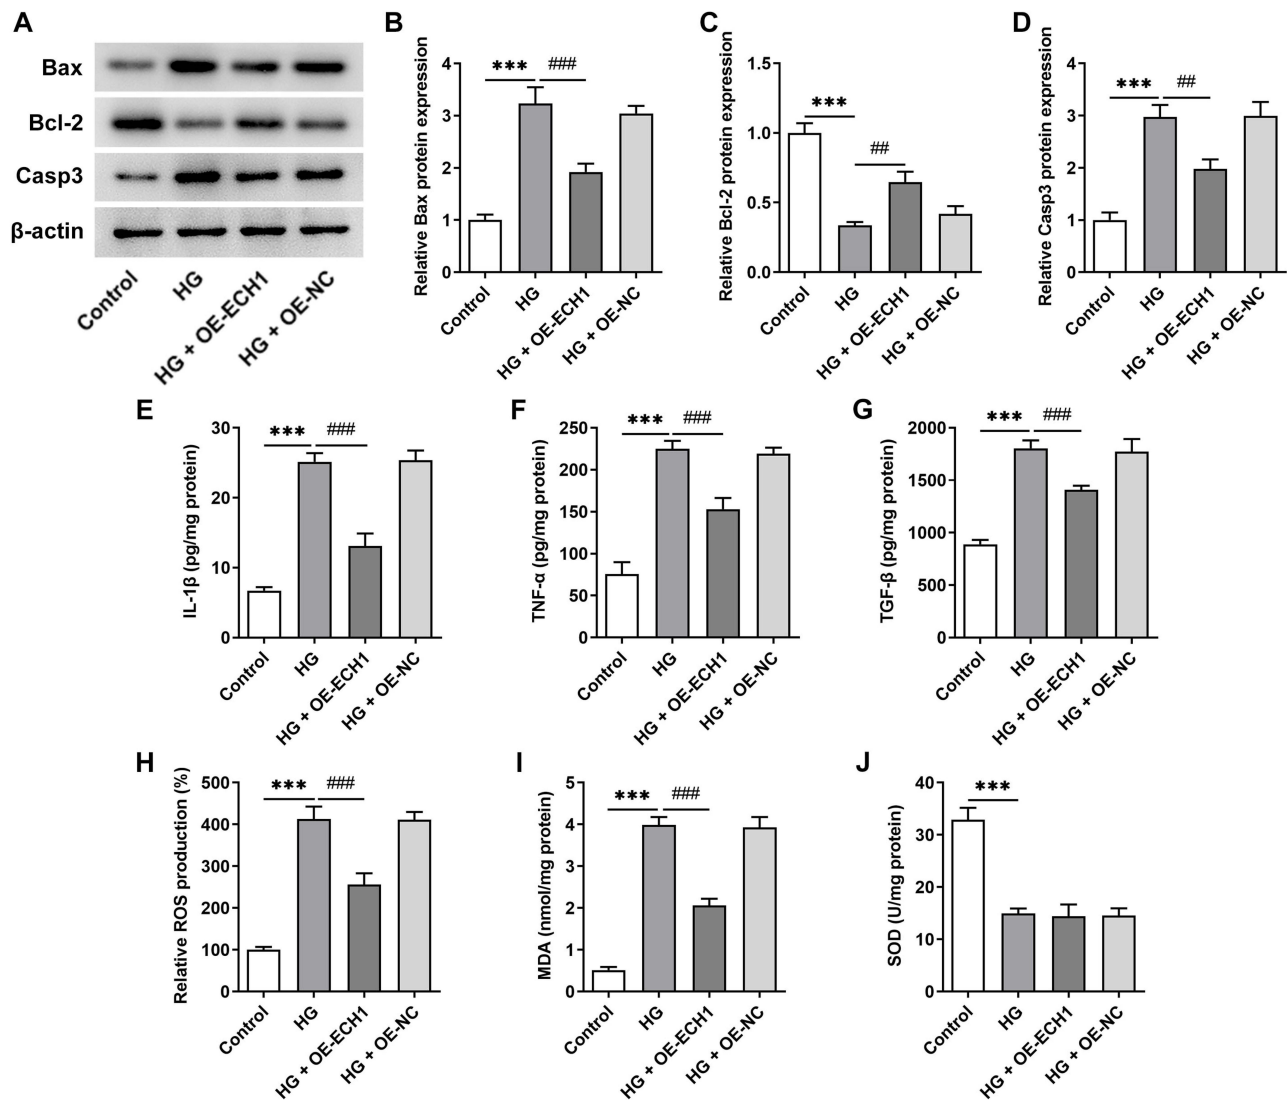 A
Bax
Bcl-2
Casp3
β-actin
Control
HG
HG + OE-ECH1
HG + OE-NC
B
Relative Bax protein expression
4
3
2
1
0
***
###
Control
HG
HG + OE-ECH1
HG + OE-NC
C
Relative Bcl-2 protein expression
1.5
1.0
0.5
0.0
***
##
Control
HG
HG + OE-ECH1
HG + OE-NC
D
Relative Casp3 protein expression
4
3
2
1
0
***
##
Control
HG
HG + OE-ECH1
HG + OE-NC
E
IL-1β (pg/mg protein)
30
20
10
0
***
###
Control
HG
HG + OE-ECH1
HG + OE-NC
F
TNF-α (pg/mg protein)
250
200
150
100
50
0
***
###
Control
HG
HG + OE-ECH1
HG + OE-NC
G
TGF-β (pg/mg protein)
2000
1500
1000
500
0
***
###
Control
HG
HG + OE-ECH1
HG + OE-NC
H
Relative ROS production (%)
500
400
300
200
100
0
***
###
Control
HG
HG + OE-ECH1
HG + OE-NC
I
MDA (nmol/mg protein)
5
4
3
2
1
0
***
###
Control
HG
HG + OE-ECH1
HG + OE-NC
J
SOD (U/mg protein)
40
30
20
10
0
***
Control
HG
HG + OE-ECH1
HG + OE-NC